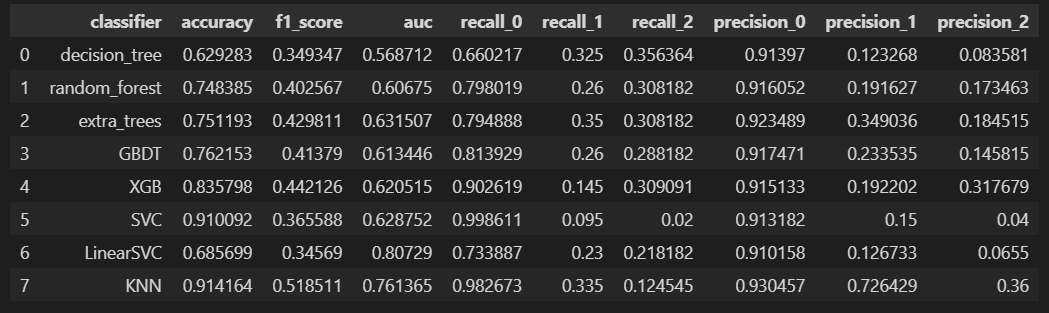 classifier accuracy f1_score auc recall_0 recall_1 recall_2 precision_0 precision_1 precision_2
0 decision_tree 0.629283 0.349347 0.568712 0.660217 0.325 0.356364 0.91397 0.123268 0.083581
1 random_forest 0.748385 0.402567 0.60675 0.798019 0.26 0.308182 0.916052 0.191627 0.173463
2 extra_trees 0.751193 0.429811 0.631507 0.794888 0.35 0.308182 0.923489 0.349036 0.184515
3 GBDT 0.762153 0.41379 0.613446 0.813929 0.26 0.288182 0.917471 0.233535 0.145815
4 XGB 0.835798 0.442126 0.620515 0.902619 0.145 0.309091 0.915133 0.192202 0.317679
5 SVC 0.910092 0.365588 0.628752 0.998611 0.095 0.02 0.913182 0.15 0.04
6 LinearSVC 0.685699 0.34569 0.80729 0.733887 0.23 0.218182 0.910158 0.126733 0.0655
7 KNN 0.914164 0.518511 0.761365 0.982673 0.335 0.124545 0.930457 0.726429 0.36